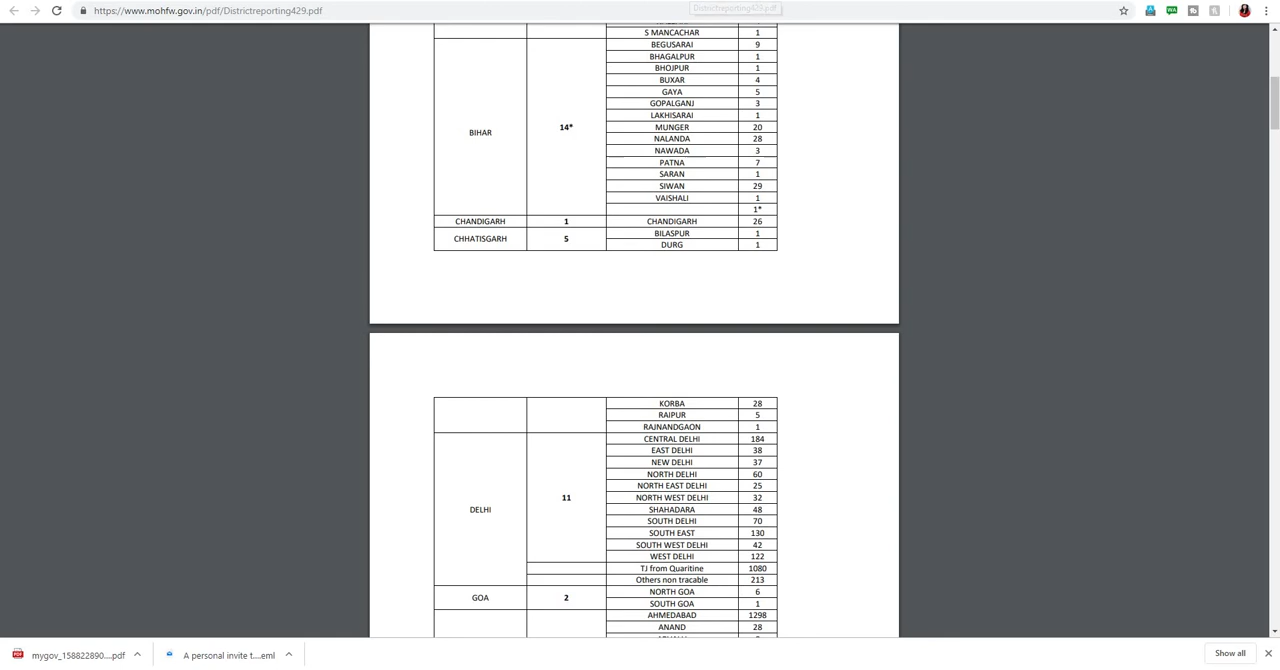 https://www.mohfw.gov.in/pdf/Districtreporting429.pdf
Districtreporting429.pdf
S MANCACHAR 1
BEGUSARAI 9
BHAGALPUR 1
BHOJPUR 1
BUXAR 4
GAYA 5
GOPALGANJ 3
LAKHISARAI 1
BIHAR 14* MUNGER 20
NALANDA 28
NAWADA 3
PATNA 7
SARAN 1
SIWAN 29
VAISHALI 1
1*
CHANDIGARH 1 CHANDIGARH 26
CHHATISGARH 5 BILASPUR 1
DURG 1
KORBA 28
RAIPUR 5
RAJNANDGAON 1
CENTRAL DELHI 184
EAST DELHI 38
NEW DELHI 37
NORTH DELHI 60
NORTH EAST DELHI 25
DELHI 11 NORTH WEST DELHI 32
SHAHADARA 48
SOUTH DELHI 70
SOUTH EAST 130
SOUTH WEST DELHI 42
WEST DELHI 122
TJ from Quaritine 1080
Others non tracable 213
GOA 2 NORTH GOA 6
SOUTH GOA 1
AHMEDABAD 1298
ANAND 28
mygov_158822890....pdf
A personal invite t....eml
Show all